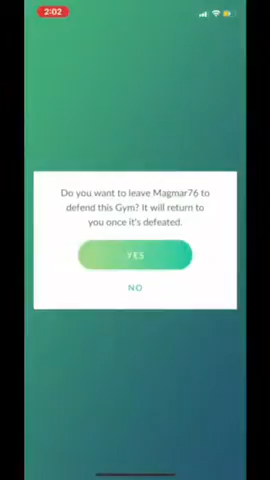 2:02
Do you want to leave Magmar76 to
defend this Gym? It will return to
you once it's defeated.
YES
NO